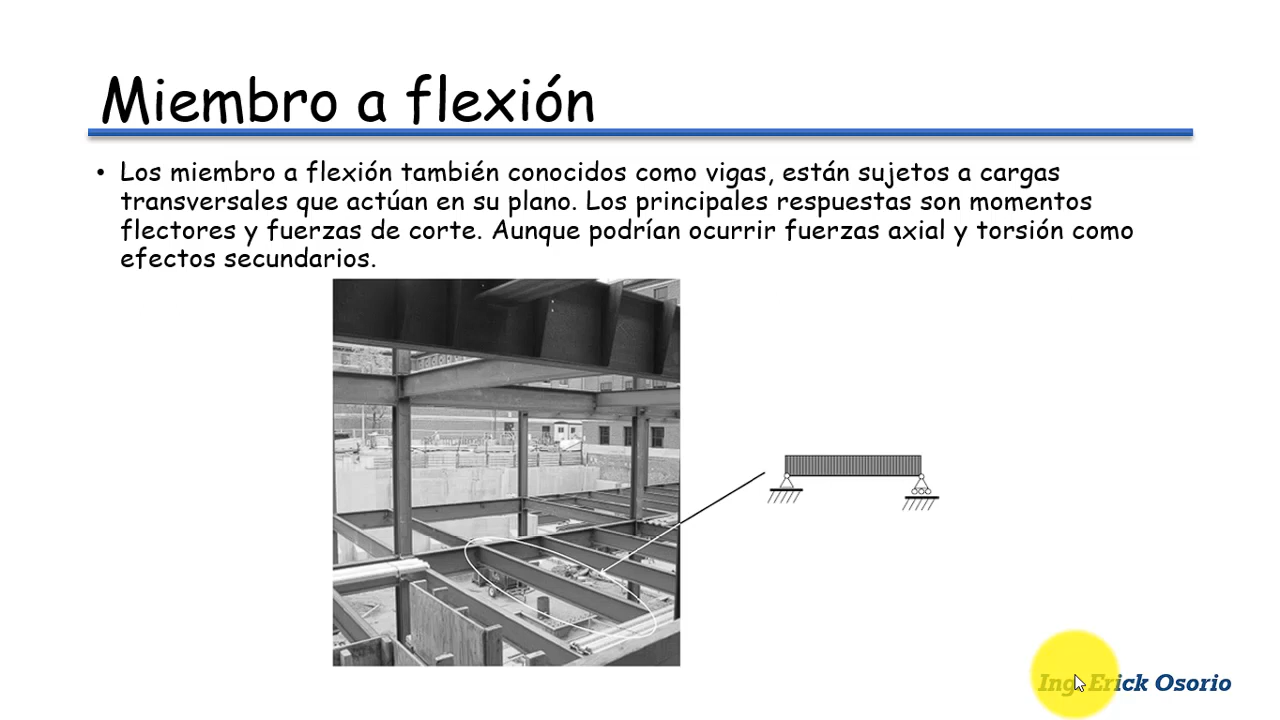 Miembro a flexión
• Los miembro a flexión también conocidos como vigas, están sujetos a cargas
transversales que actúan en su plano. Los principales respuestas son momentos
flectores y fuerzas de corte. Aunque podrían ocurrir fuerzas axial y torsión como
efectos secundarios.
Ing. Erick Osorio